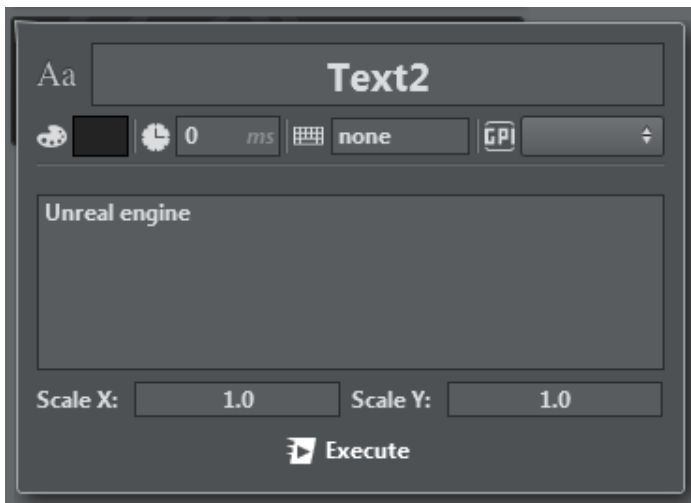 Aa Text2
0 ms none GPI
Unreal engine
Scale X: 1.0 Scale Y: 1.0
Execute